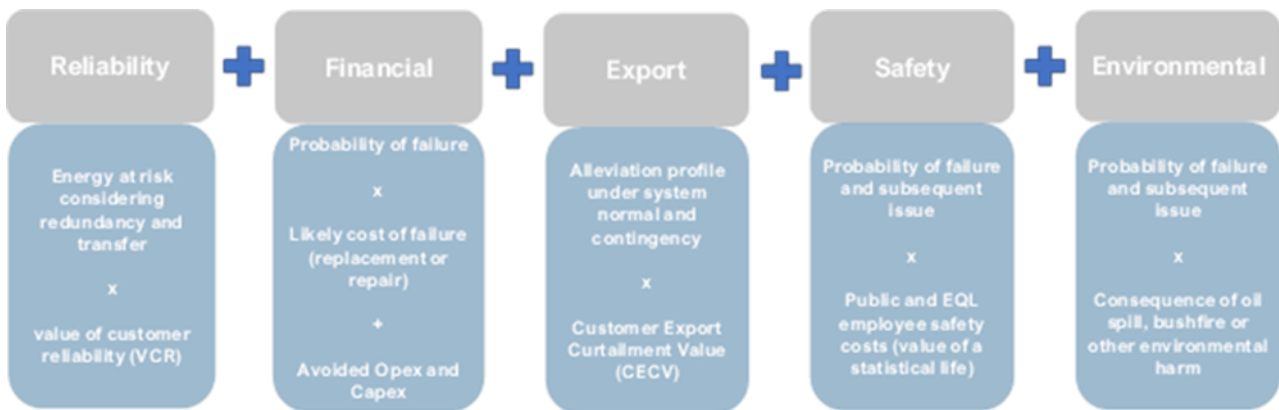 Reliability
Energy at risk
considering
redundancy and
transfer
x
value of customer
reliability (VCR)
Financial
Probability of failure
x
Likely cost of failure
(replacement or
repair)
+
Avoided Opex and
Capex
Export
Alleviation profile
under system
normal and
contingency
x
Customer Export
Curtailment Value
(CECV)
Safety
Probability of failure
and subsequent
issue
x
Public and EQL
employee safety
costs (value of a
statistical life)
Environmental
Probability of failure
and subsequent
issue
x
Consequence of oil
spill, bushfire or
other environmental
harm